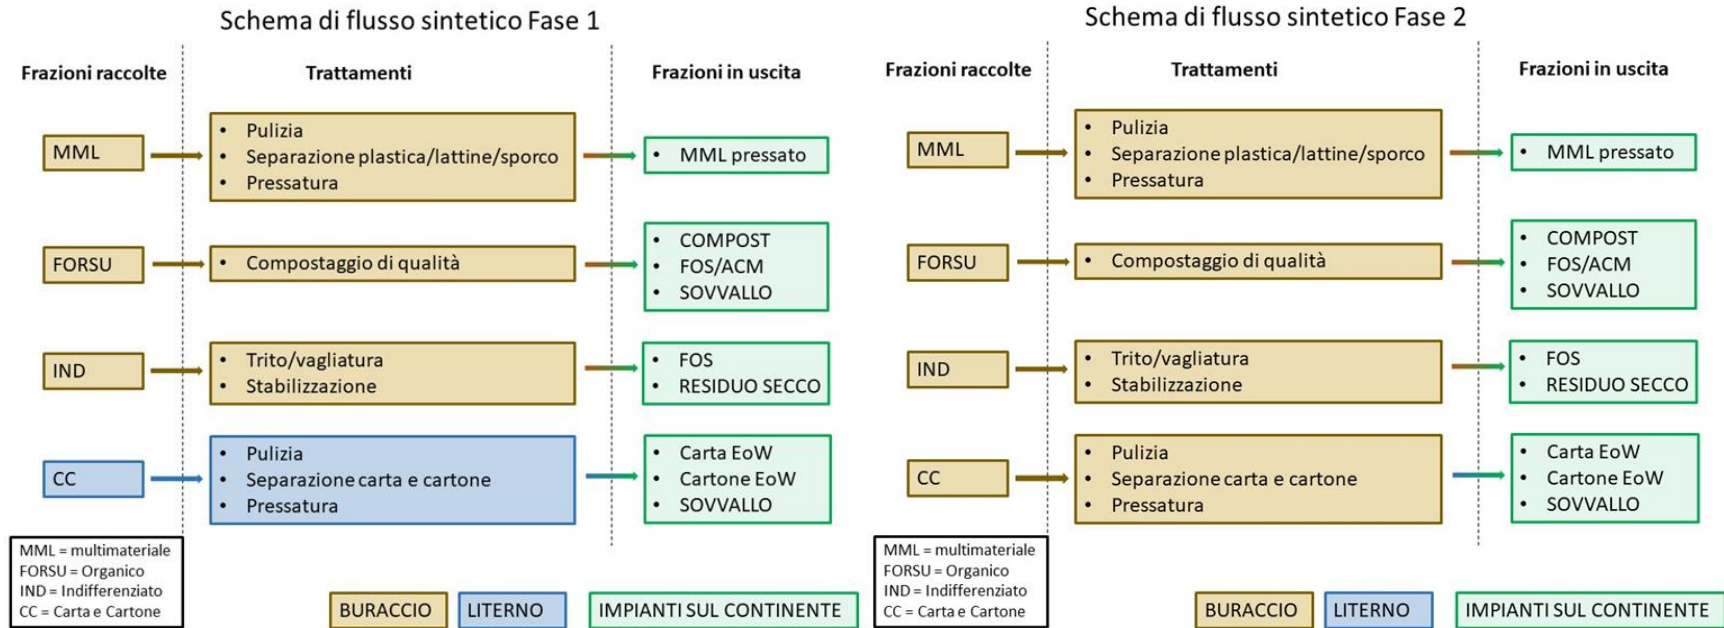 Schema di flusso sintetico Fase 1
Frazioni raccolte
Trattamenti
Frazioni in uscita
MML
• Pulizia
• Separazione plastica/lattine/sporco
• Pressatura
• MML pressato
FORSU
• Compostaggio di qualità
• COMPOST
• FOS/ACM
• SOVVALLO
IND
• Trito/vagliatura
• Stabilizzazione
• FOS
• RESIDUO SECCO
CC
• Pulizia
• Separazione carta e cartone
• Pressatura
• Carta EoW
• Cartone EoW
• SOVVALLO
MML = multimateriale
FORSU = Organico
IND = Indifferenziato
CC = Carta e Cartone
BURACCIO
LITERNO
IMPIANTI SUL CONTINENTE
Schema di flusso sintetico Fase 2
Frazioni raccolte
Trattamenti
Frazioni in uscita
MML
• Pulizia
• Separazione plastica/lattine/sporco
• Pressatura
• MML pressato
FORSU
• Compostaggio di qualità
• COMPOST
• FOS/ACM
• SOVVALLO
IND
• Trito/vagliatura
• Stabilizzazione
• FOS
• RESIDUO SECCO
CC
• Pulizia
• Separazione carta e cartone
• Pressatura
• Carta EoW
• Cartone EoW
• SOVVALLO
MML = multimateriale
FORSU = Organico
IND = Indifferenziato
CC = Carta e Cartone
BURACCIO
LITERNO
IMPIANTI SUL CONTINENTE